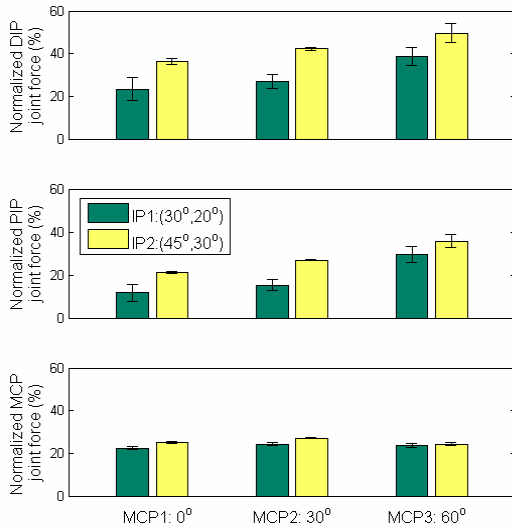 Normalized DIP
joint force (%)
60
40
20
0
Normalized PIP
joint force (%)
60
40
20
0
IP1:(30⁰,20⁰)
IP2:(45⁰,30⁰)
Normalized MCP
joint force (%)
60
40
20
0
MCP1: 0⁰
MCP2: 30⁰
MCP3: 60⁰